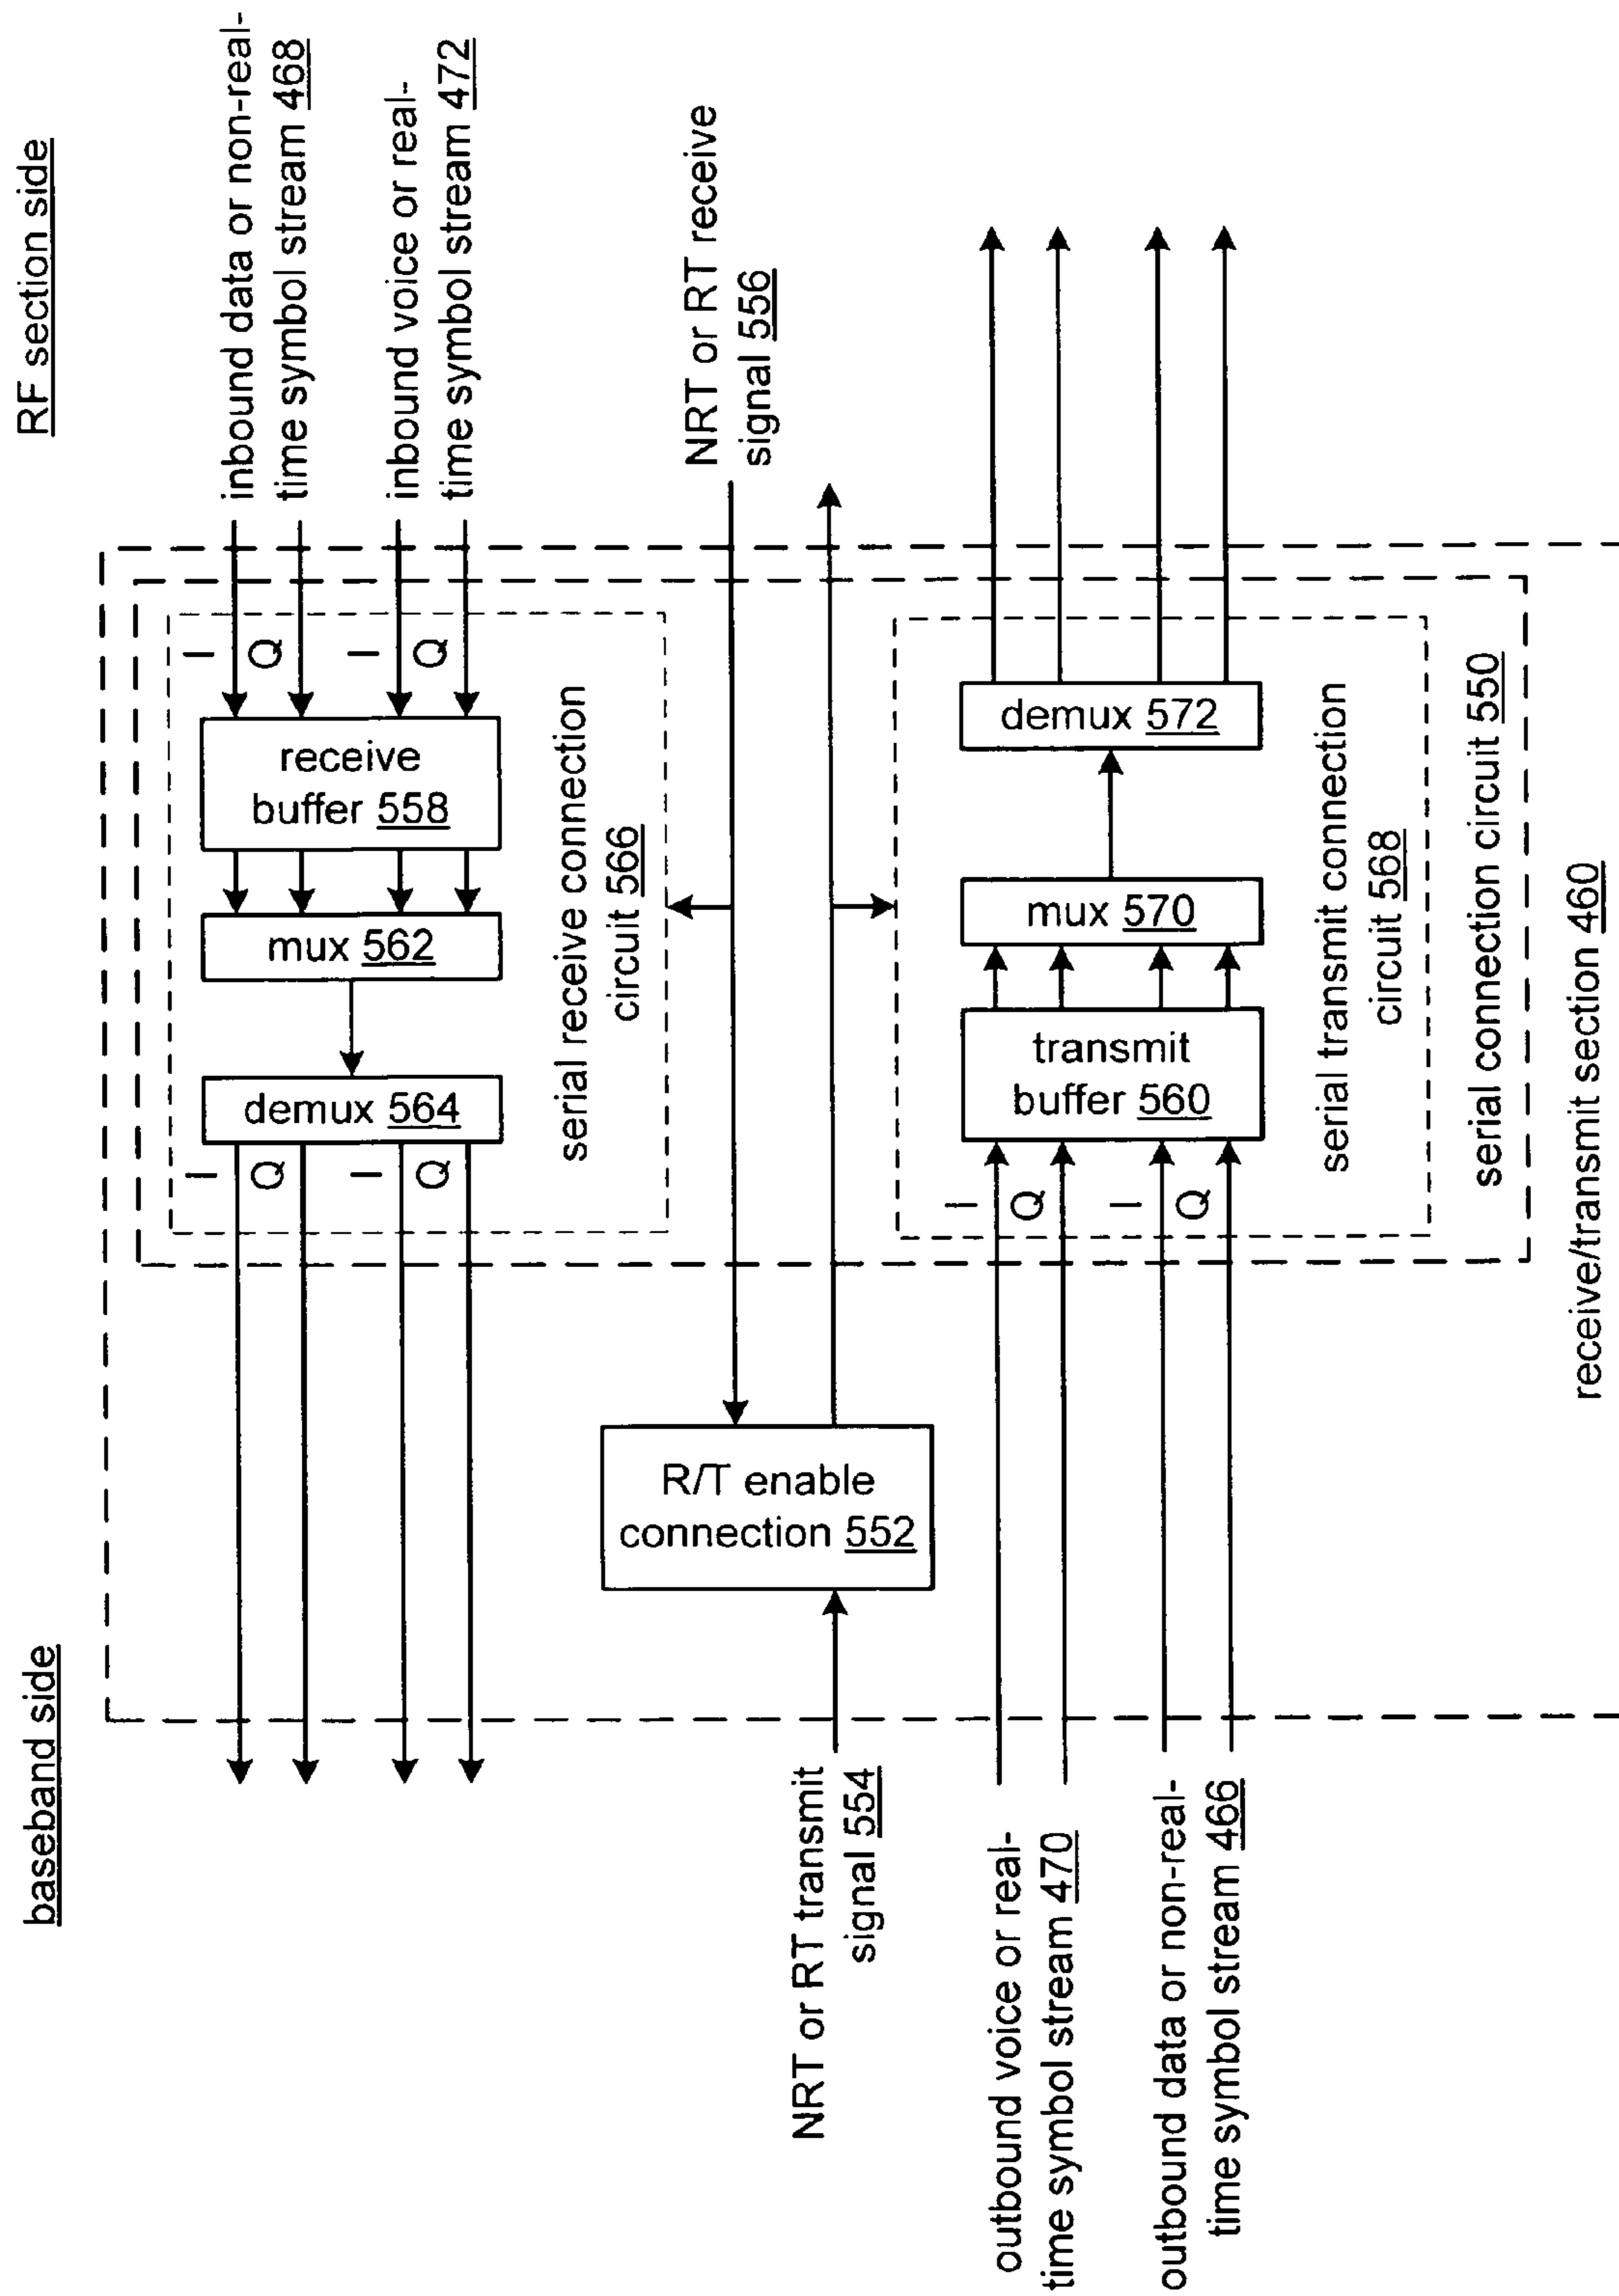 baseband side
RF section side
inbound data or non-real-
time symbol stream 468
inbound voice or real-
time symbol stream 472
I
Q
I
Q
receive
buffer 558
mux 562
demux 564
I
Q
I
Q
serial receive connection
circuit 566
NRT or RT receive
signal 556
R/T enable
connection 552
NRT or RT transmit
signal 554
outbound voice or real-
time symbol stream 470
outbound data or non-real-
time symbol stream 466
I
Q
I
Q
transmit
buffer 560
mux 570
demux 572
serial transmit connection
circuit 568
serial connection circuit 550
receive/transmit section 460